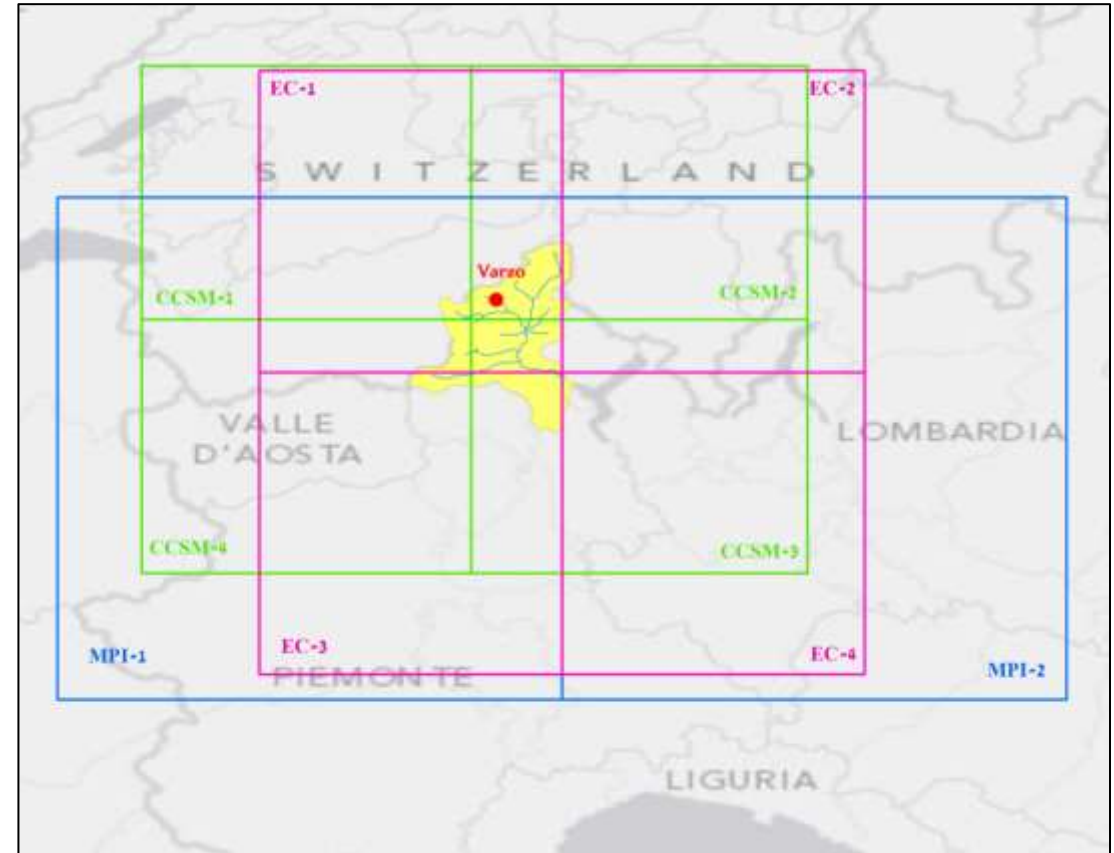 EC-1
EC-2
SWITZERLAND
Varzo
CCSM-1
CCSM-2
VALLE
D'AOSTA
LOMBARDIA
CCSM-4
CCSM-3
EC-3
EC-4
MPI-1
MPI-2
PIEMONTE
LIGURIA